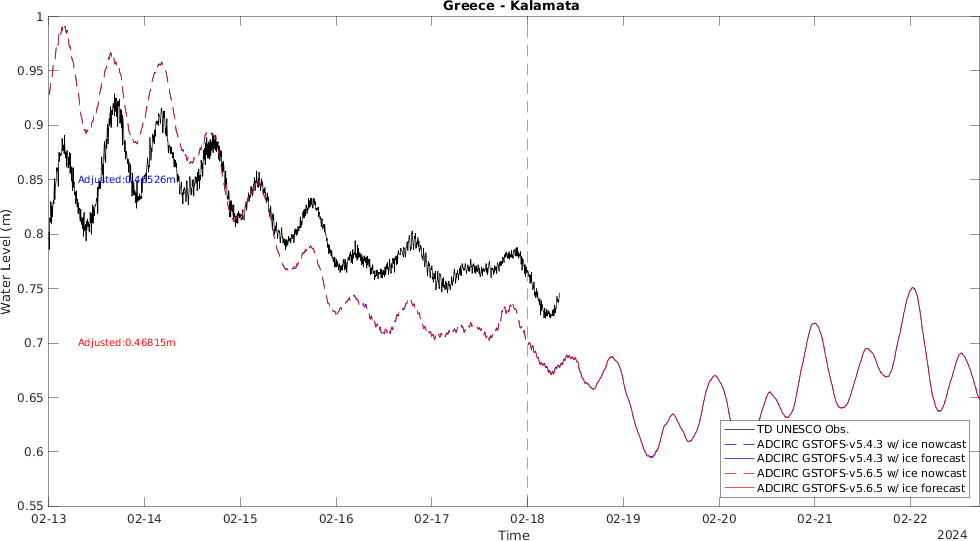 Greece - Kalamata
1
0.95
0.9
0.85
0.8
0.75
0.7
0.65
0.6
0.55
Water Level (m)
Adjusted:0.46526m
Adjusted:0.46815m
TD UNESCO Obs.
ADCIRC GSTOFS-v5.4.3 w/ ice nowcast
ADCIRC GSTOFS-v5.4.3 w/ ice forecast
ADCIRC GSTOFS-v5.6.5 w/ ice nowcast
ADCIRC GSTOFS-v5.6.5 w/ ice forecast
02-13 02-14 02-15 02-16 02-17 02-18 02-19 02-20 02-21 02-22
Time
2024